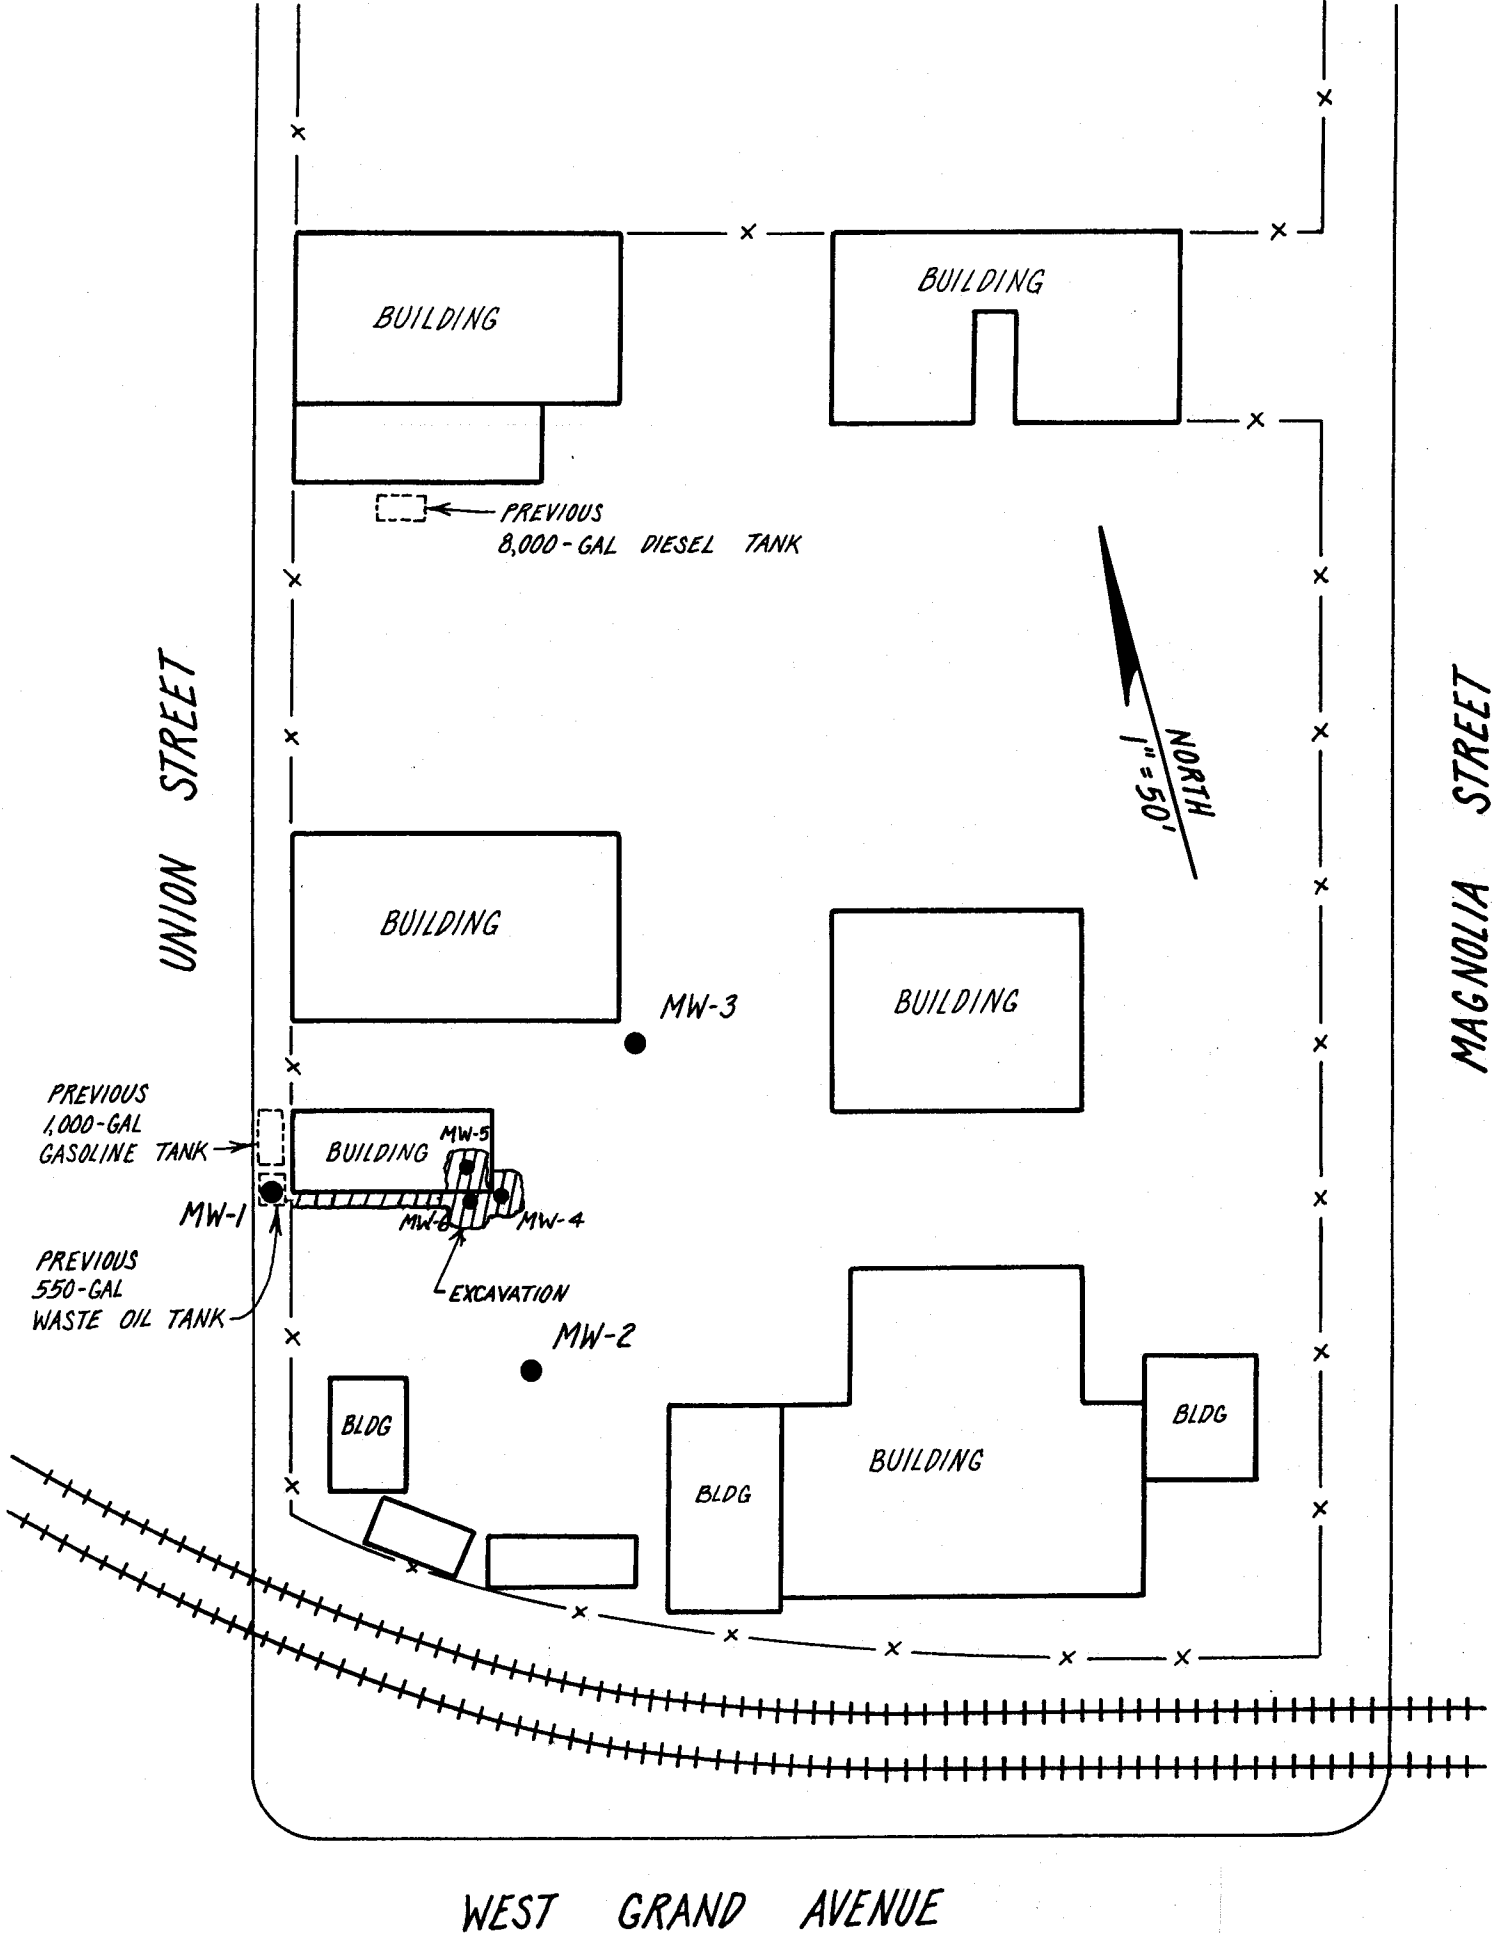 BUILDING
BUILDING
PREVIOUS
8,000-GAL DIESEL TANK
UNION STREET
MAGNOLIA STREET
NORTH
1" = 50'
BUILDING
BUILDING
MW-3
PREVIOUS
1,000-GAL
GASOLINE TANK
BUILDING
MW-5
MW-1
MW-6
MW-4
PREVIOUS
550-GAL
WASTE OIL TANK
EXCAVATION
MW-2
BLDG
BLDG
BUILDING
BLDG
WEST GRAND AVENUE